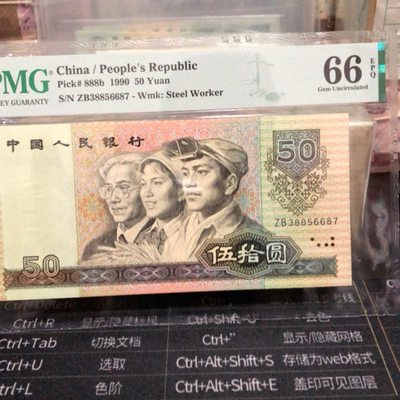 PMG
China / People's Republic
Pick# 888b 1990 50 Yuan
S/N ZB38856687 - Wmk: Steel Worker
66 EPQ
Gem Uncirculated
KEY GUARANTY
中國人民银行
50
ZB38856687
伍拾圆
50
Ctrl+R 显示/隐藏标尺 Ctrl+Shift+U
Ctrl+Tab 切换文档 Ctrl+" 显示/隐藏网格
Ctrl+U 选取 Ctrl+Alt+Shift+S 存储为web格式
Ctrl+L 色阶 Ctrl+Alt+Shift+E 盖印可见图层